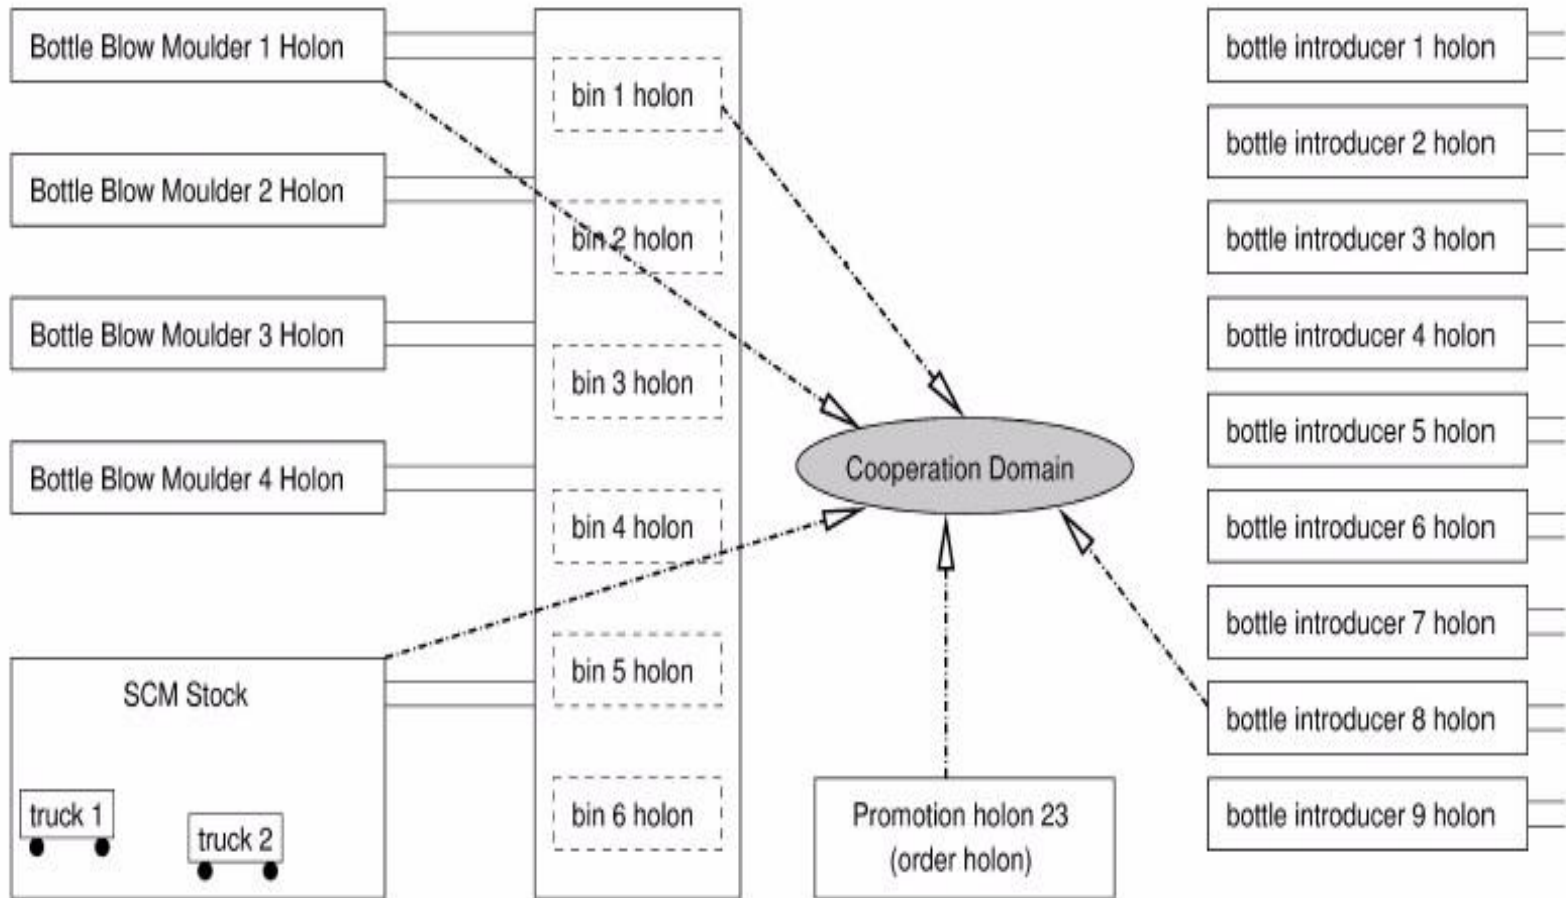 Bottle Blow Moulder 1 Holon
Bottle Blow Moulder 2 Holon
Bottle Blow Moulder 3 Holon
Bottle Blow Moulder 4 Holon
SCM Stock
truck 1
truck 2
bin 1 holon
bin 2 holon
bin 3 holon
bin 4 holon
bin 5 holon
bin 6 holon
Cooperation Domain
Promotion holon 23
(order holon)
bottle introducer 1 holon
bottle introducer 2 holon
bottle introducer 3 holon
bottle introducer 4 holon
bottle introducer 5 holon
bottle introducer 6 holon
bottle introducer 7 holon
bottle introducer 8 holon
bottle introducer 9 holon